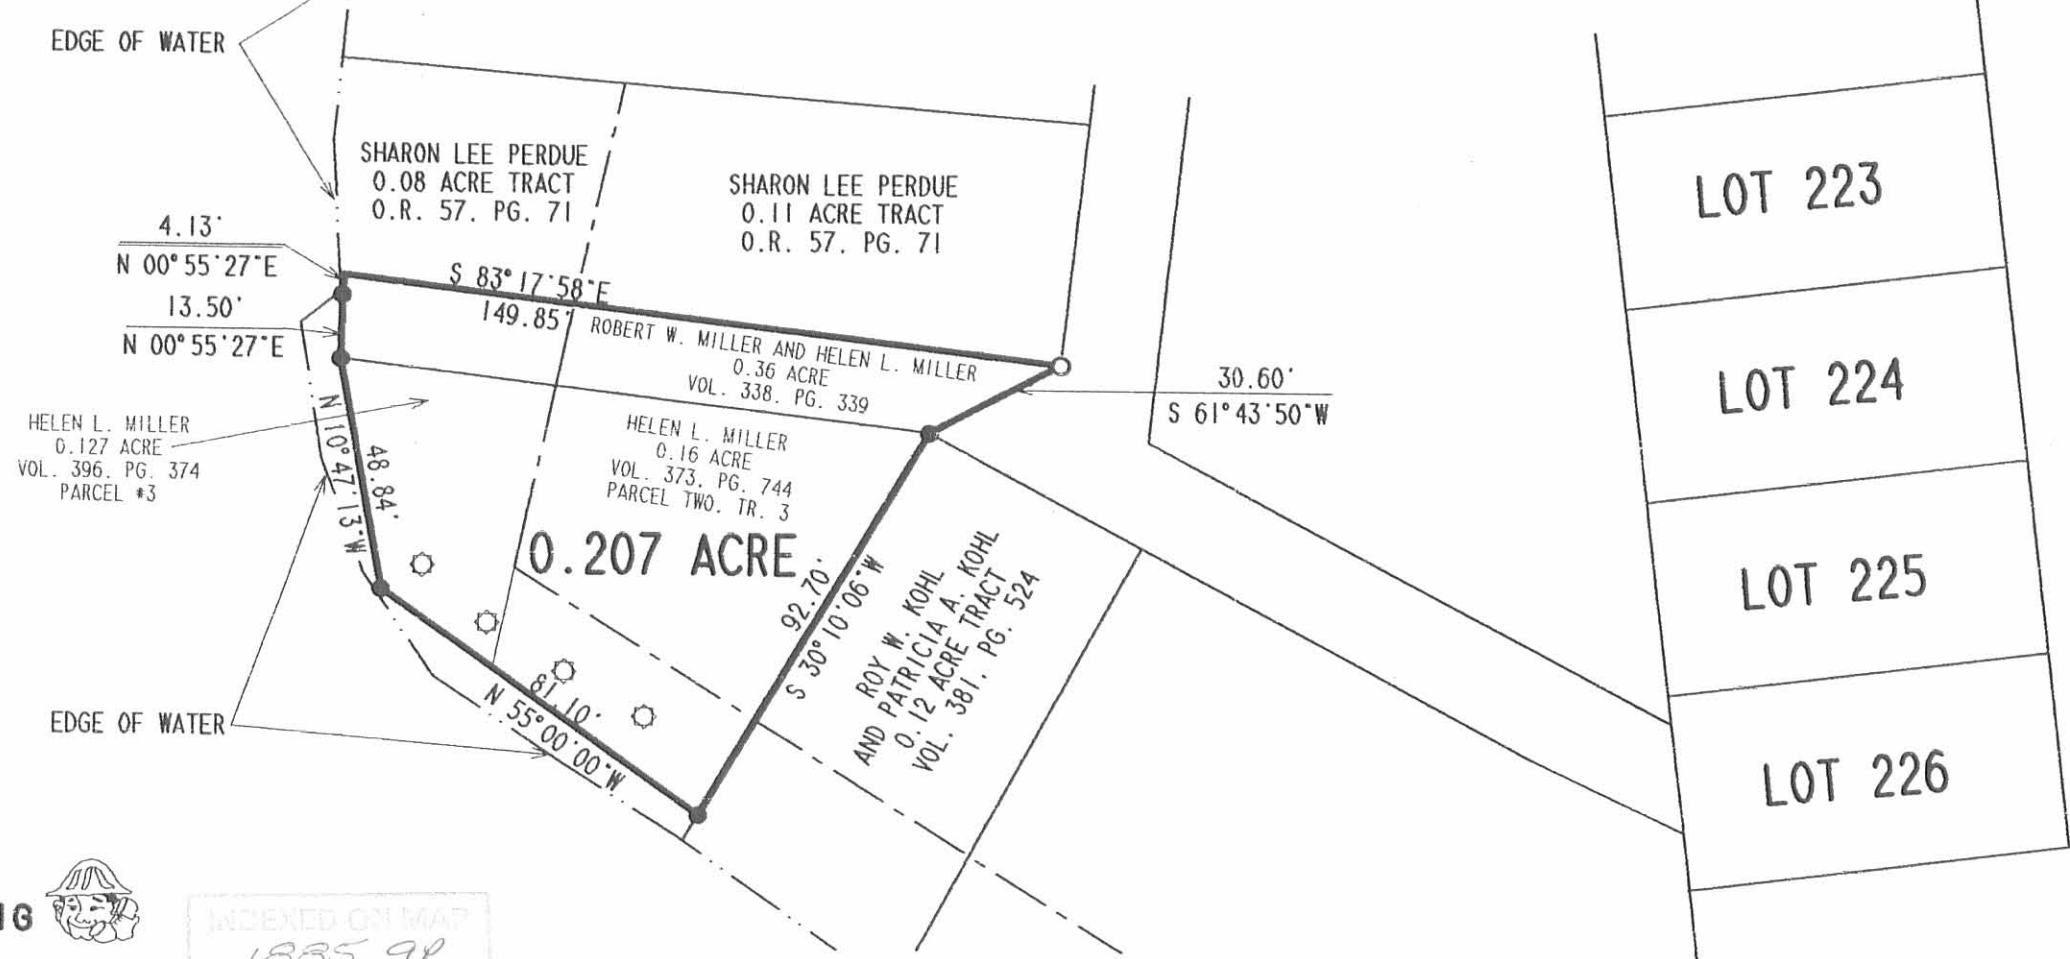 EDGE OF WATER
SHARON LEE PERDUE
0.08 ACRE TRACT
O.R. 57. PG. 71
SHARON LEE PERDUE
0.11 ACRE TRACT
O.R. 57. PG. 71
LOT 223
4.13'
N 00°55'27"E
13.50'
N 00°55'27"E
S 83°17'58"E
149.85'
ROBERT W. MILLER AND HELEN L. MILLER
0.36 ACRE
VOL. 338. PG. 339
30.60'
S 61°43'50"W
LOT 224
HELEN L. MILLER
0.127 ACRE
VOL. 396. PG. 374
PARCEL #3
N 10°47'13"W
48.84'
HELEN L. MILLER
0.16 ACRE
VOL. 373. PG. 744
PARCEL TWO. TR. 3
0.207 ACRE
92.70'
S 30°10'06"W
ROY W. KOHL
AND PATRICIA A. KOHL
0.12 ACRE TRACT
VOL. 381. PG. 524
LOT 225
EDGE OF WATER
81.10'
N 55°00'00"W
LOT 226
IG
INDEXED ON MAP